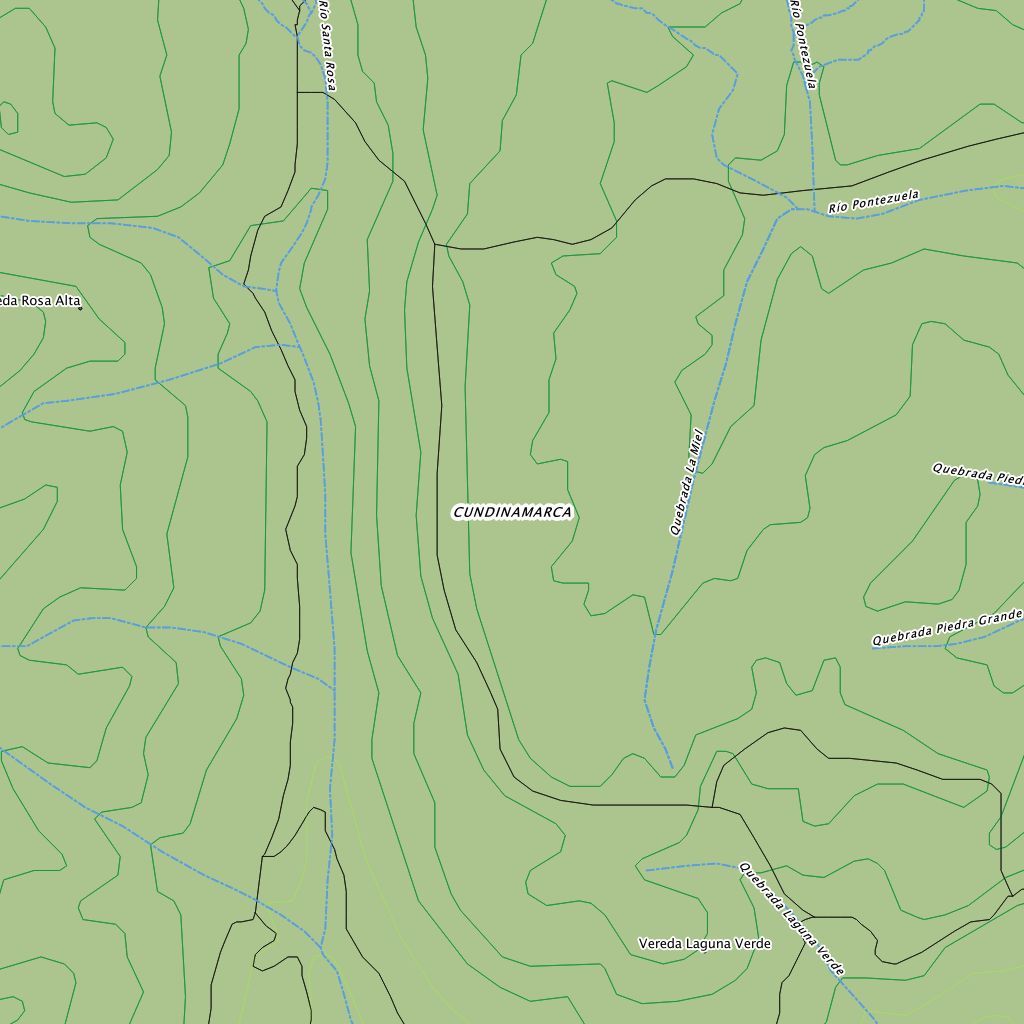 Río Santa Rosa
Río Pontezuela
Río Pontezuela
eda Rosa Alta
Quebrada La Miel
Quebrada Pied
CUNDINAMARCA
Quebrada Piedra Grande
Quebrada Laguna Verde
Vereda Laguna Verde